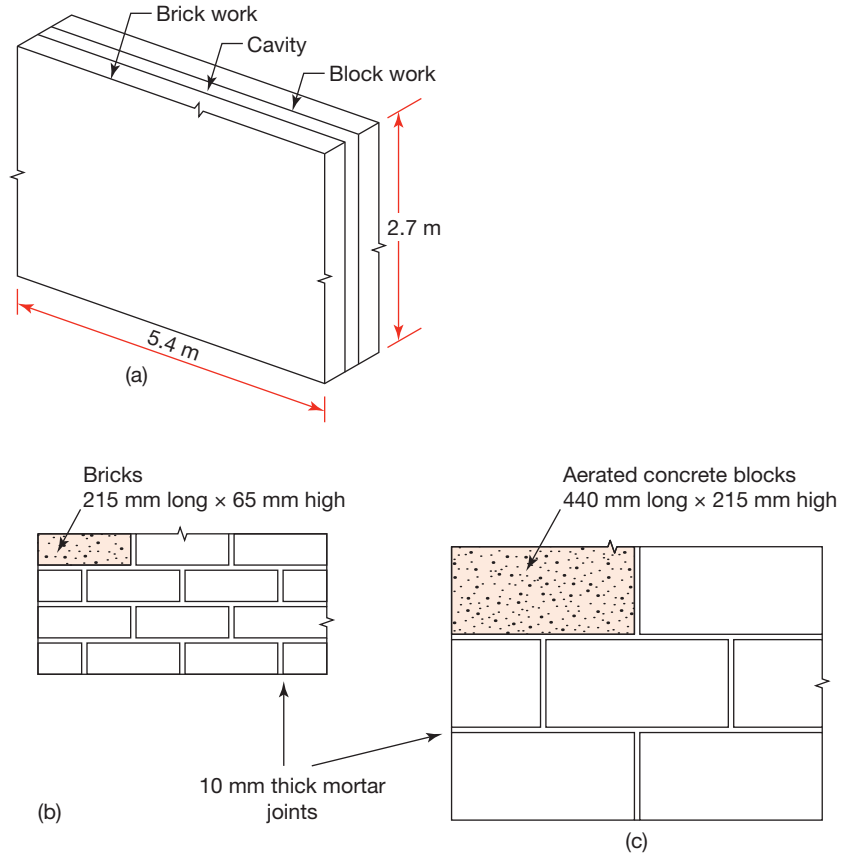 Brick work
Cavity
Block work
2.7 m
5.4 m
(a)
Bricks
215 mm long × 65 mm high
Aerated concrete blocks
440 mm long × 215 mm high
10 mm thick mortar
joints
(b)
(c)